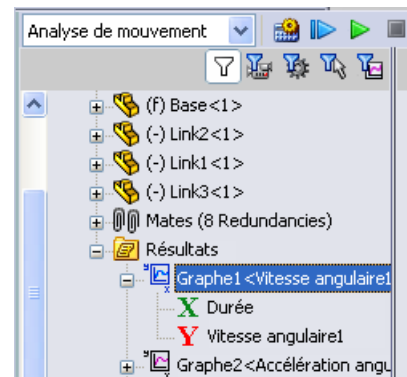 Analyse de mouvement
(f) Base<1>
(-) Link2<1>
(-) Link1<1>
(-) Link3<1>
Mates (8 Redundancies)
Résultats
Graphe1<Vitesse angulaire1
X Durée
Y Vitesse angulaire1
Graphe2<Accélération angu